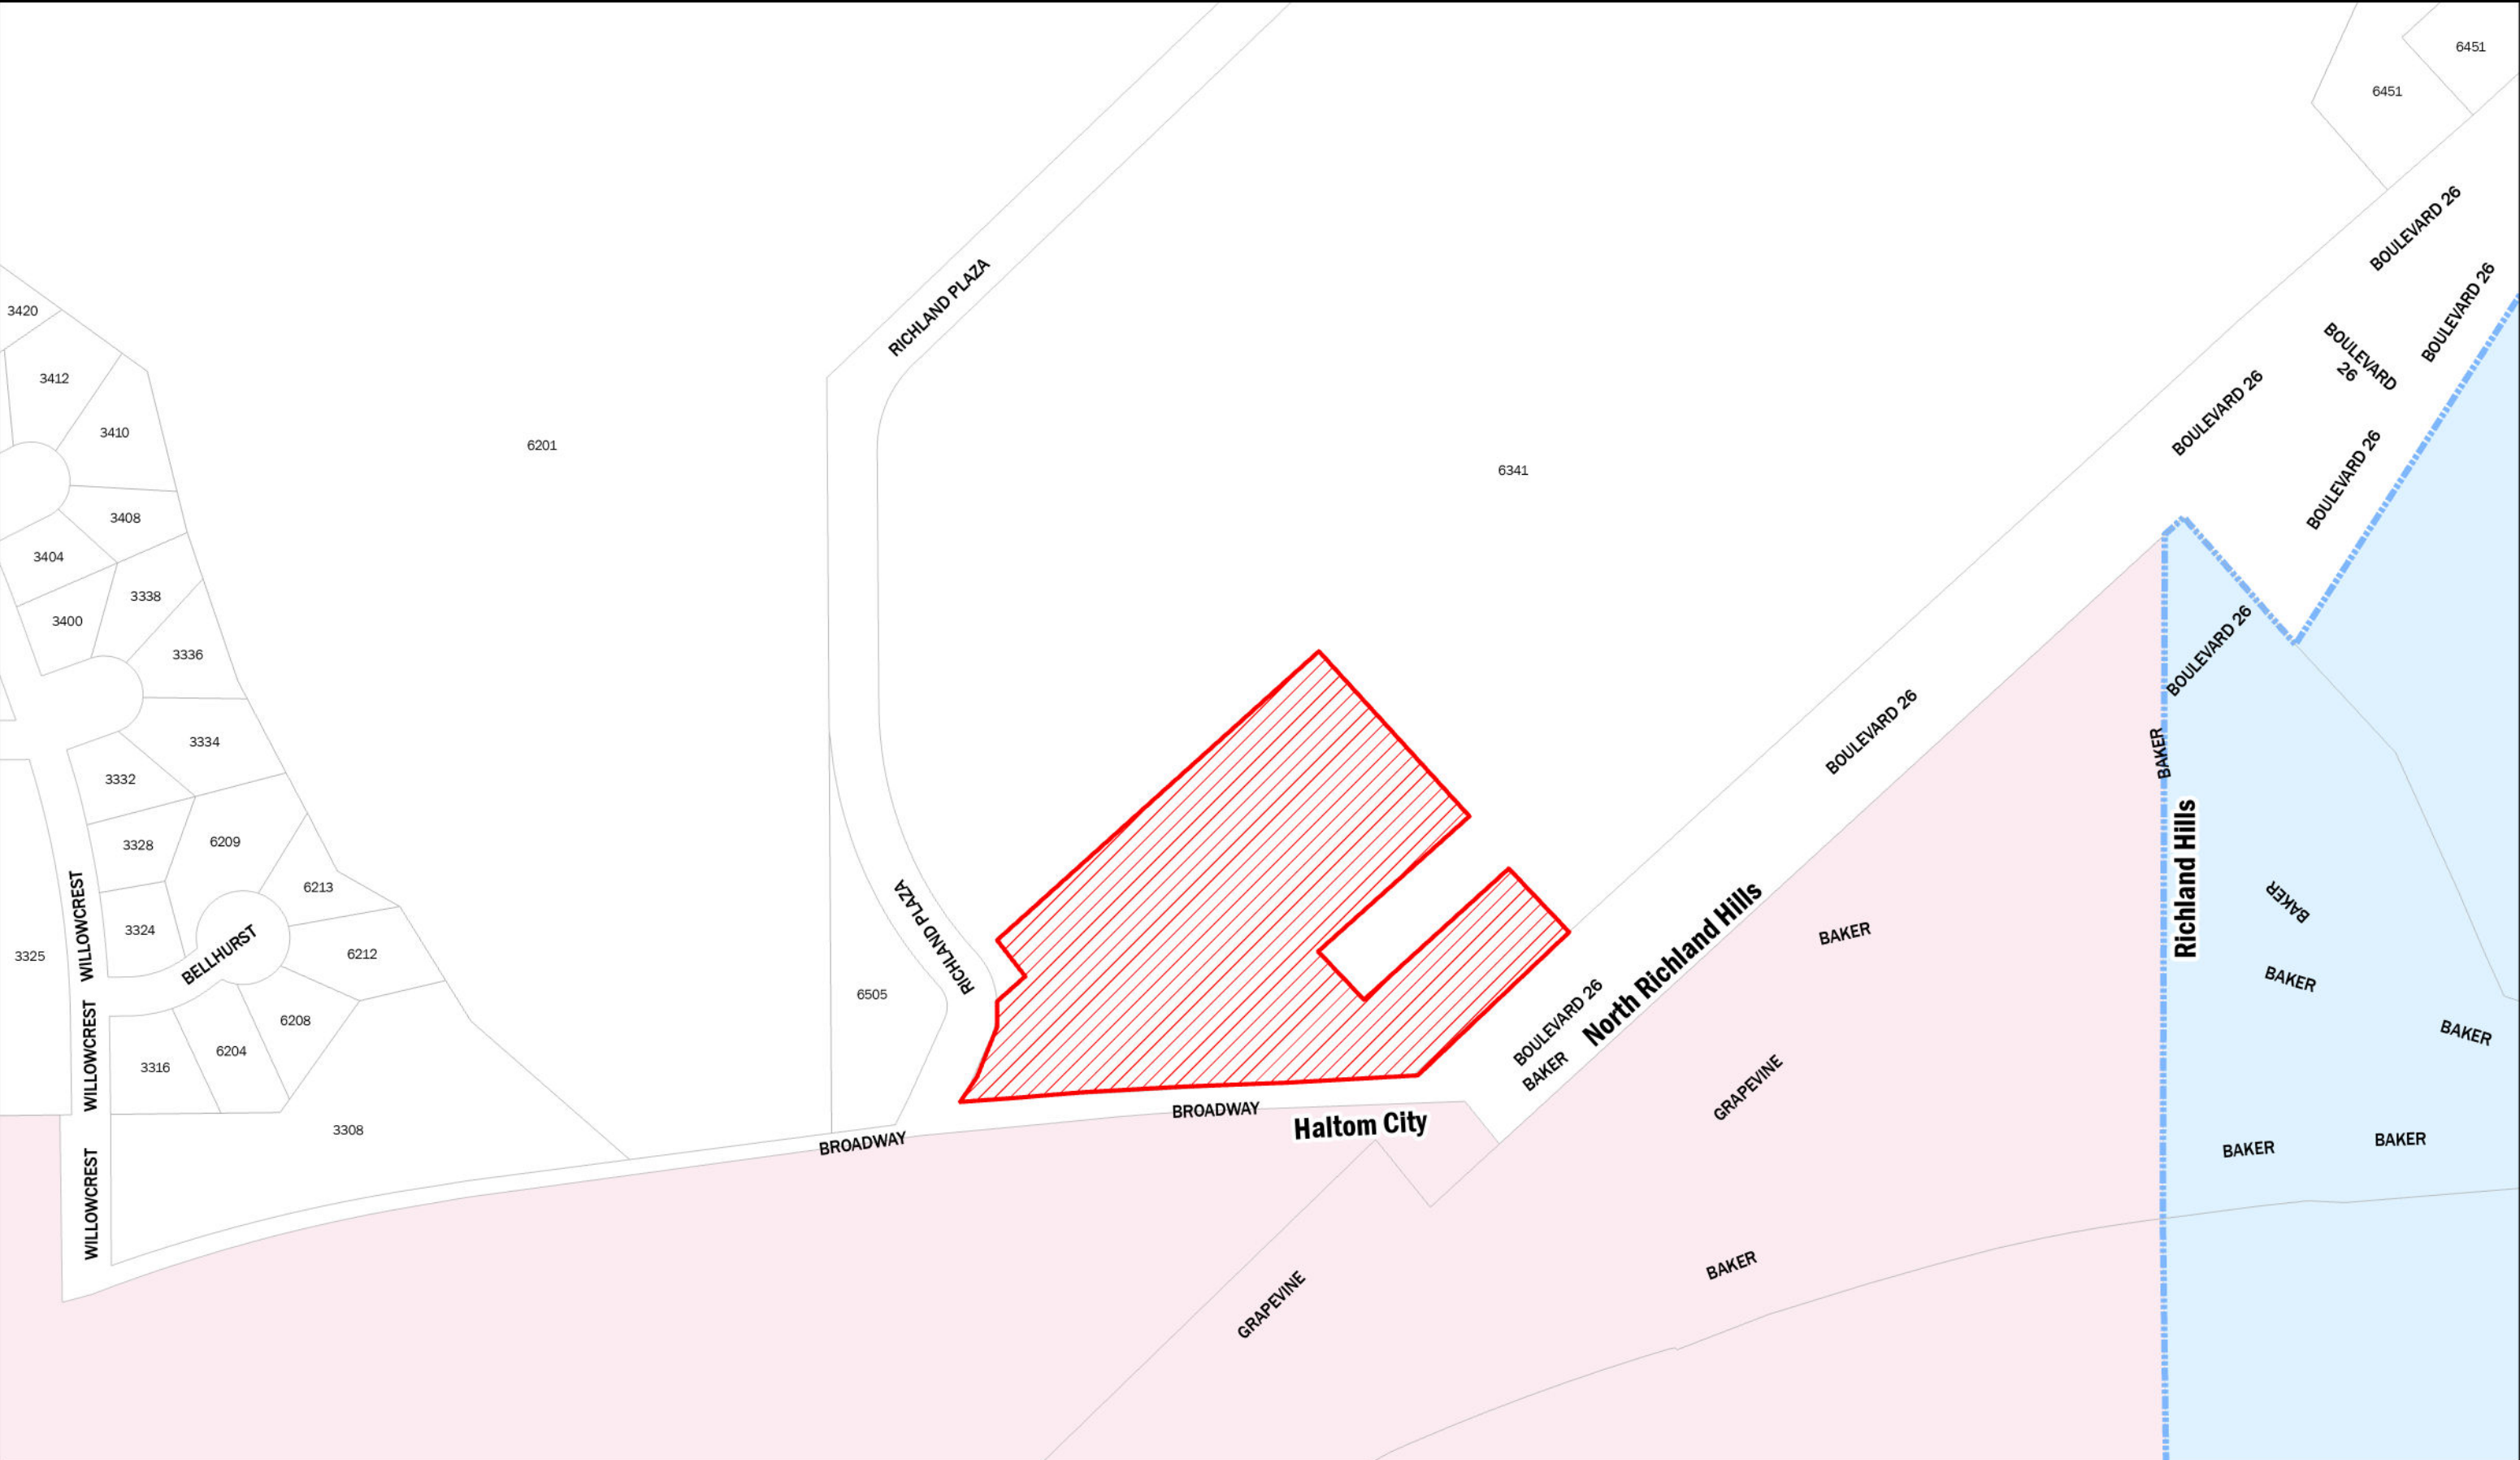 6451
6451
BOULEVARD 26
RICHLAND PLAZA
BOULEVARD 26
3420
BOULEVARD
26
3412
BOULEVARD 26
3410
6201
6341
BOULEVARD 26
3408
3404
3338
3400
BOULEVARD 26
3336
BOULEVARD 26
3334
BAKER
3332
3328
6209
Richland Hills
6213
BAKER
WILLOWCREST
3324
RICHLAND PLAZA
BAKER
North Richland Hills
BELLHURST
3325
6212
BAKER
6505
6208
BOULEVARD 26
BAKER
WILLOWCREST
6204
3316
BAKER
GRAPEVINE
BROADWAY
Haltom City
3308
BROADWAY
BAKER
BAKER
WILLOWCREST
BAKER
GRAPEVINE